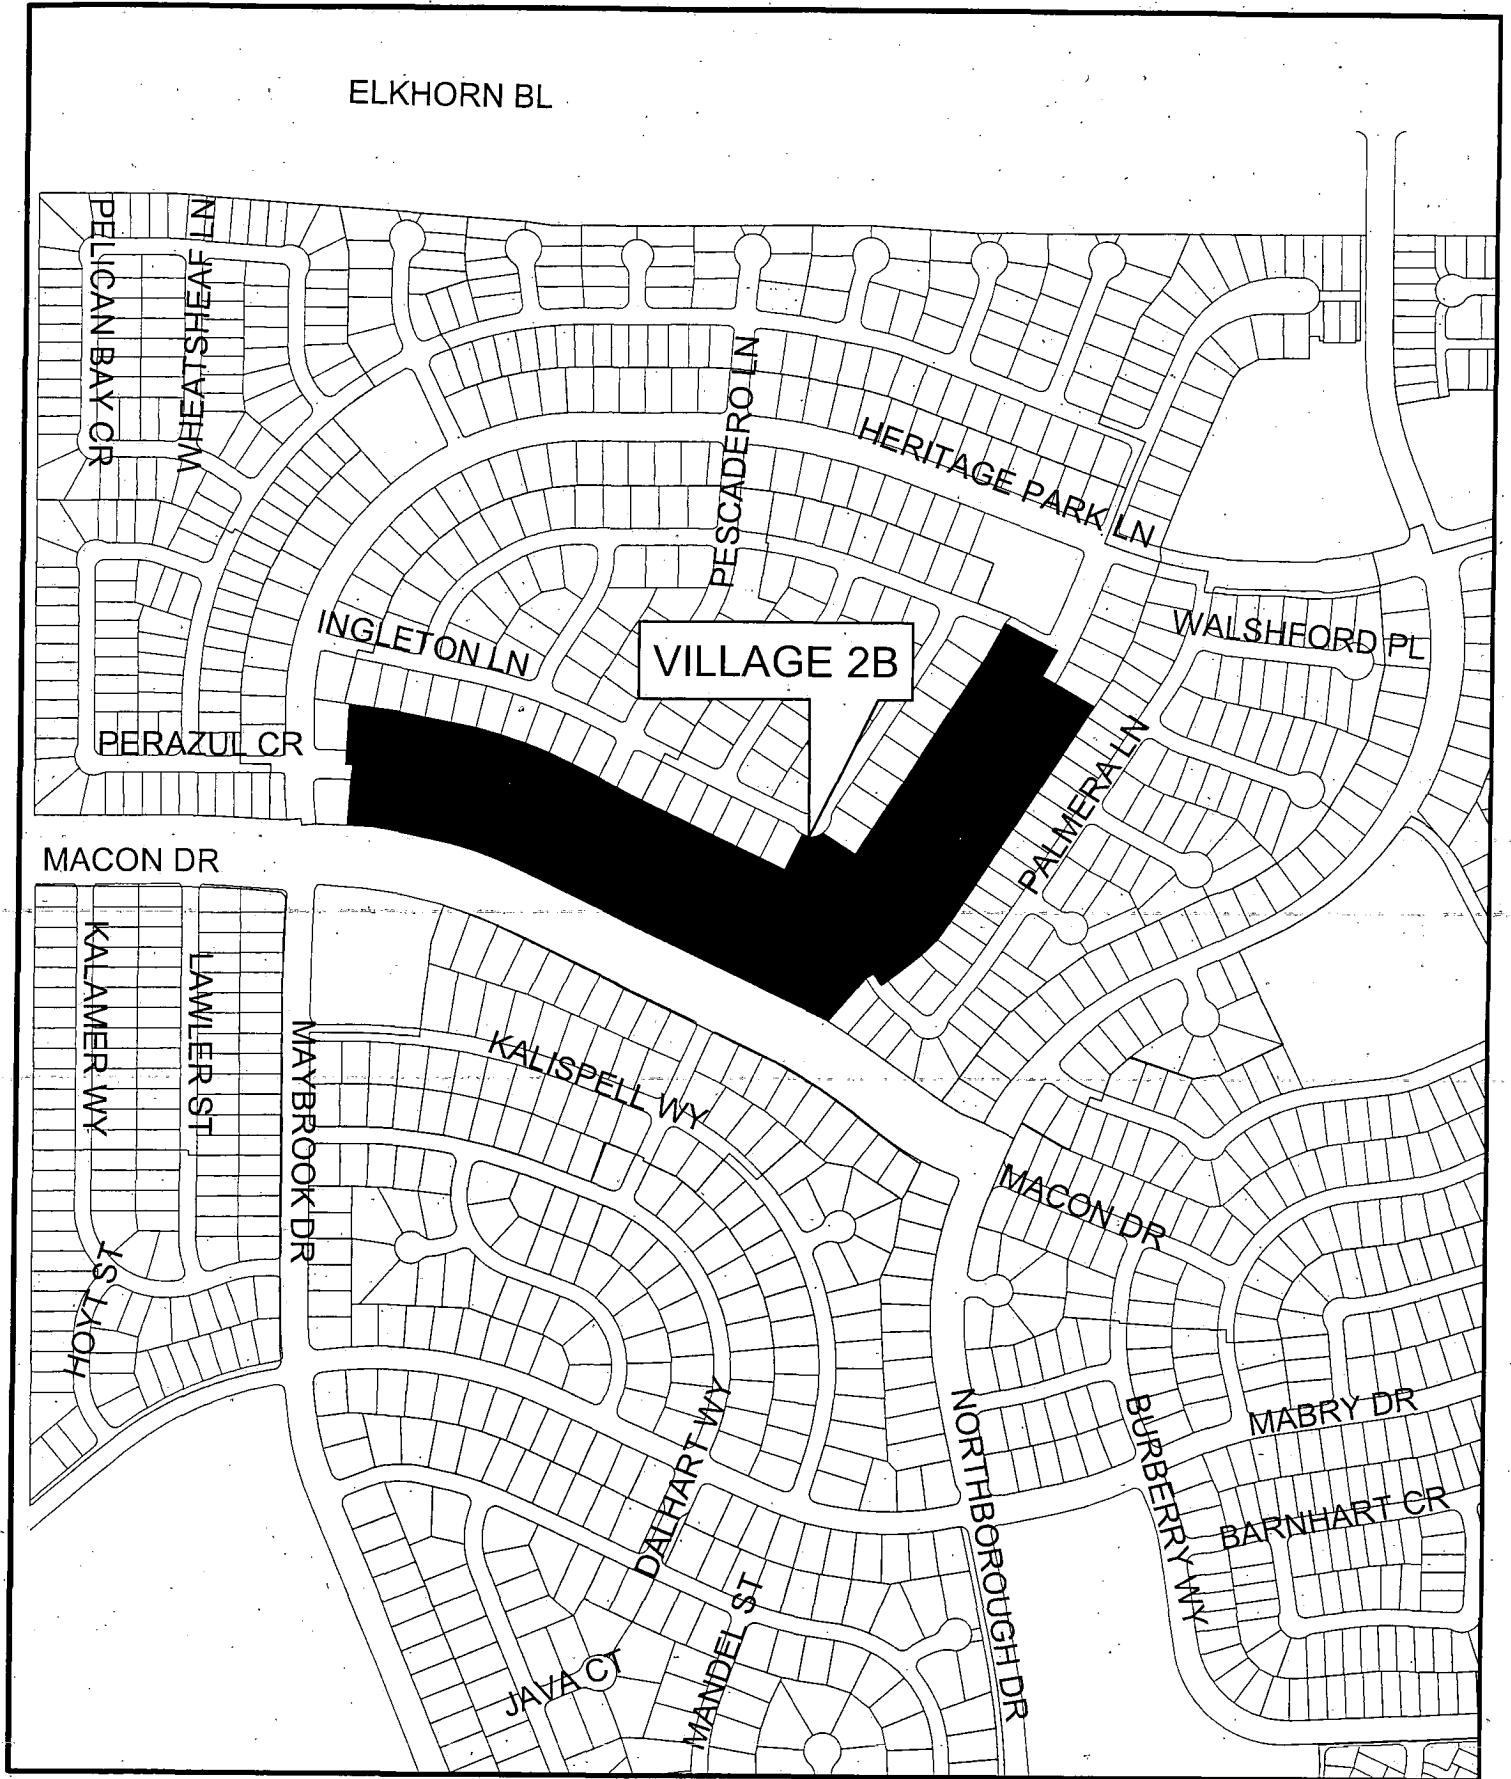 ELKHORN BL
PELICAN BAY CR
WHEATSHEAF LN
PESCADERO LN
HERITAGE PARK LN
INGLETON LN
WALSHFORD PL
VILLAGE 2B
PERAZUL CR
PALMERA LN
MACON DR
KALAMER WY
LAWLER ST
MAYBROOK DR
KALISPELL WY
MACON DR
HOYT ST
DALHART WY
NORTHBOROUGH DR
BURBERRY WY
MABRY DR
BARNHART CR
MANDEL ST
JAVA CT